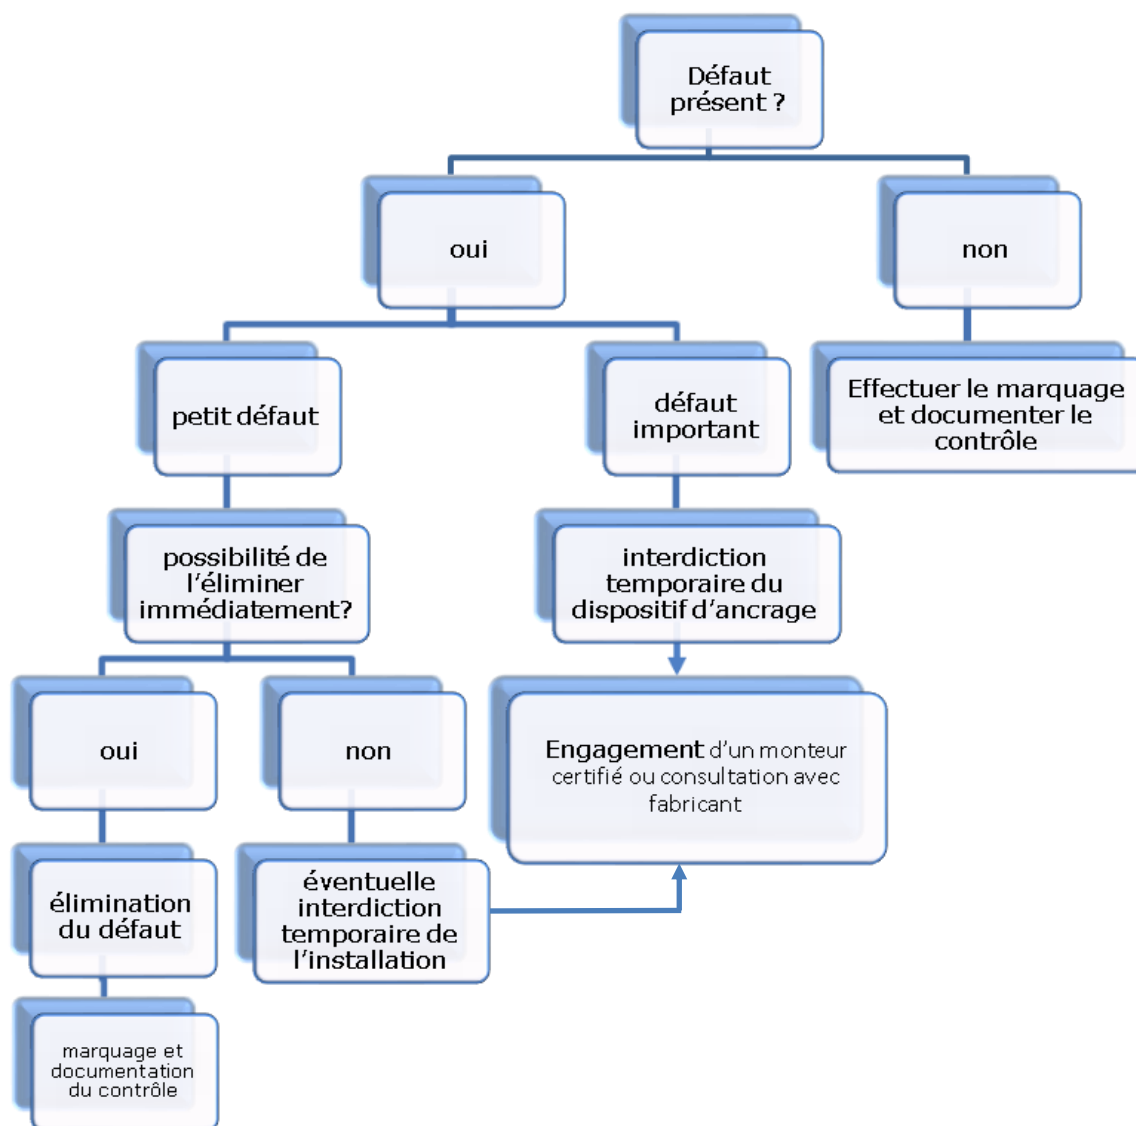 Défaut
présent ?
oui
non
petit défaut
défaut
important
Effectuer le marquage
et documenter le
contrôle
possibilité de
l’éliminer
immédiatement?
interdiction
temporaire du
dispositif d’ancrage
oui
non
Engagement d’un monteur
certifié ou consultation avec
fabricant
élimination
du défaut
éventuelle
interdiction
temporaire de
l’installation
marquage et
documentation
du contrôle